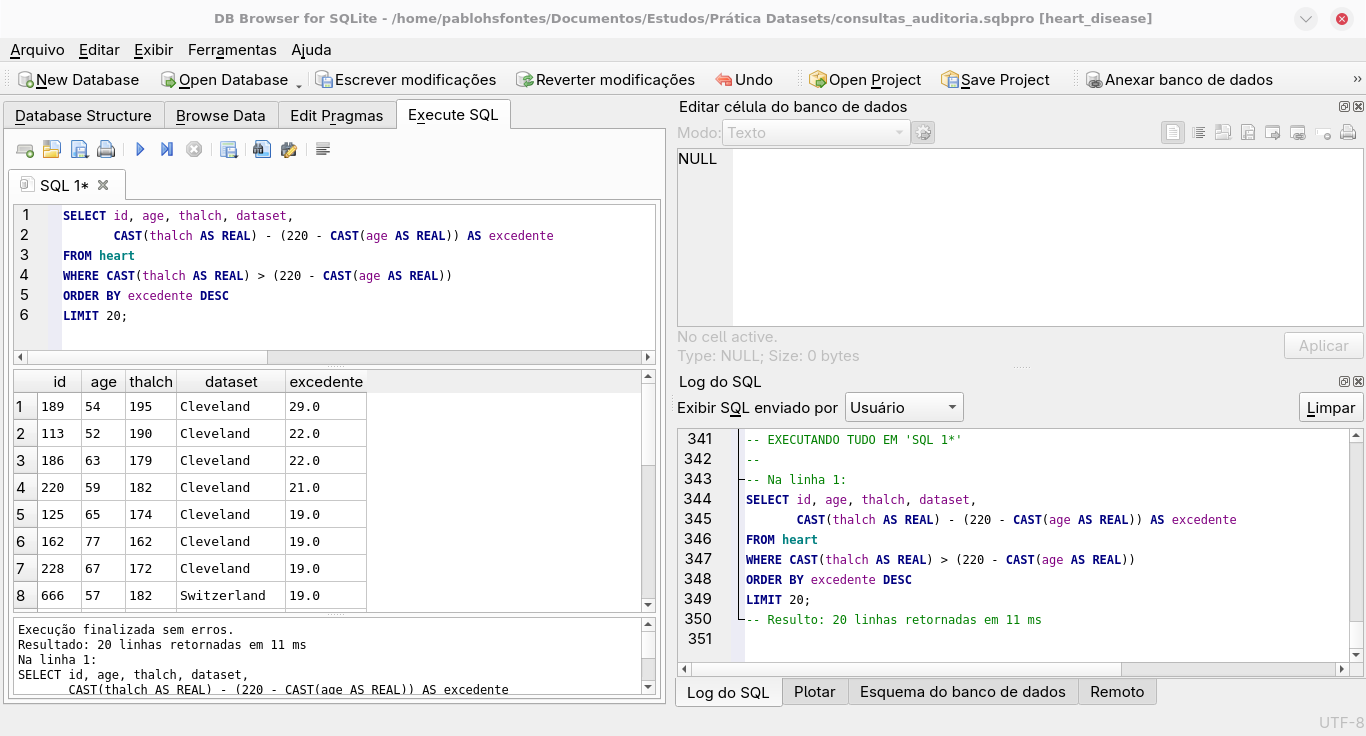 DB Browser for SQLite - /home/pablohsfontes/Documentos/Estudos/Prática Datasets/consultas_auditoria.sqbpro [heart_disease]
Arquivo Editar Exibir Ferramentas Ajuda
New Database Open Database Escrever modificações Reverter modificações Undo Open Project Save Project Anexar banco de dados »
Database Structure Browse Data Edit Pragmas Execute SQL
SQL 1*
1 SELECT id, age, thalch, dataset,
2 CAST(thalch AS REAL) - (220 - CAST(age AS REAL)) AS excedente
3 FROM heart
4 WHERE CAST(thalch AS REAL) > (220 - CAST(age AS REAL))
5 ORDER BY excedente DESC
6 LIMIT 20;
id age thalch dataset excedente
1 189 54 195 Cleveland 29.0
2 113 52 190 Cleveland 22.0
3 186 63 179 Cleveland 22.0
4 220 59 182 Cleveland 21.0
5 125 65 174 Cleveland 19.0
6 162 77 162 Cleveland 19.0
7 228 67 172 Cleveland 19.0
8 666 57 182 Switzerland 19.0
Execução finalizada sem erros.
Resultado: 20 linhas retornadas em 11 ms
Na linha 1:
SELECT id, age, thalch, dataset,
CAST(thalch AS REAL) - (220 - CAST(age AS REAL)) AS excedente
Editar célula do banco de dados
Modo: Texto
NULL
No cell active.
Type: NULL; Size: 0 bytes
Aplicar
Log do SQL
Exibir SQL enviado por Usuário Limpar
341 -- EXECUTANDO TUDO EM 'SQL 1*'
342 --
343 -- Na linha 1:
344 SELECT id, age, thalch, dataset,
345 CAST(thalch AS REAL) - (220 - CAST(age AS REAL)) AS excedente
346 FROM heart
347 WHERE CAST(thalch AS REAL) > (220 - CAST(age AS REAL))
348 ORDER BY excedente DESC
349 LIMIT 20;
350 -- Resulto: 20 linhas retornadas em 11 ms
351
Log do SQL Plotar Esquema do banco de dados Remoto
UTF-8